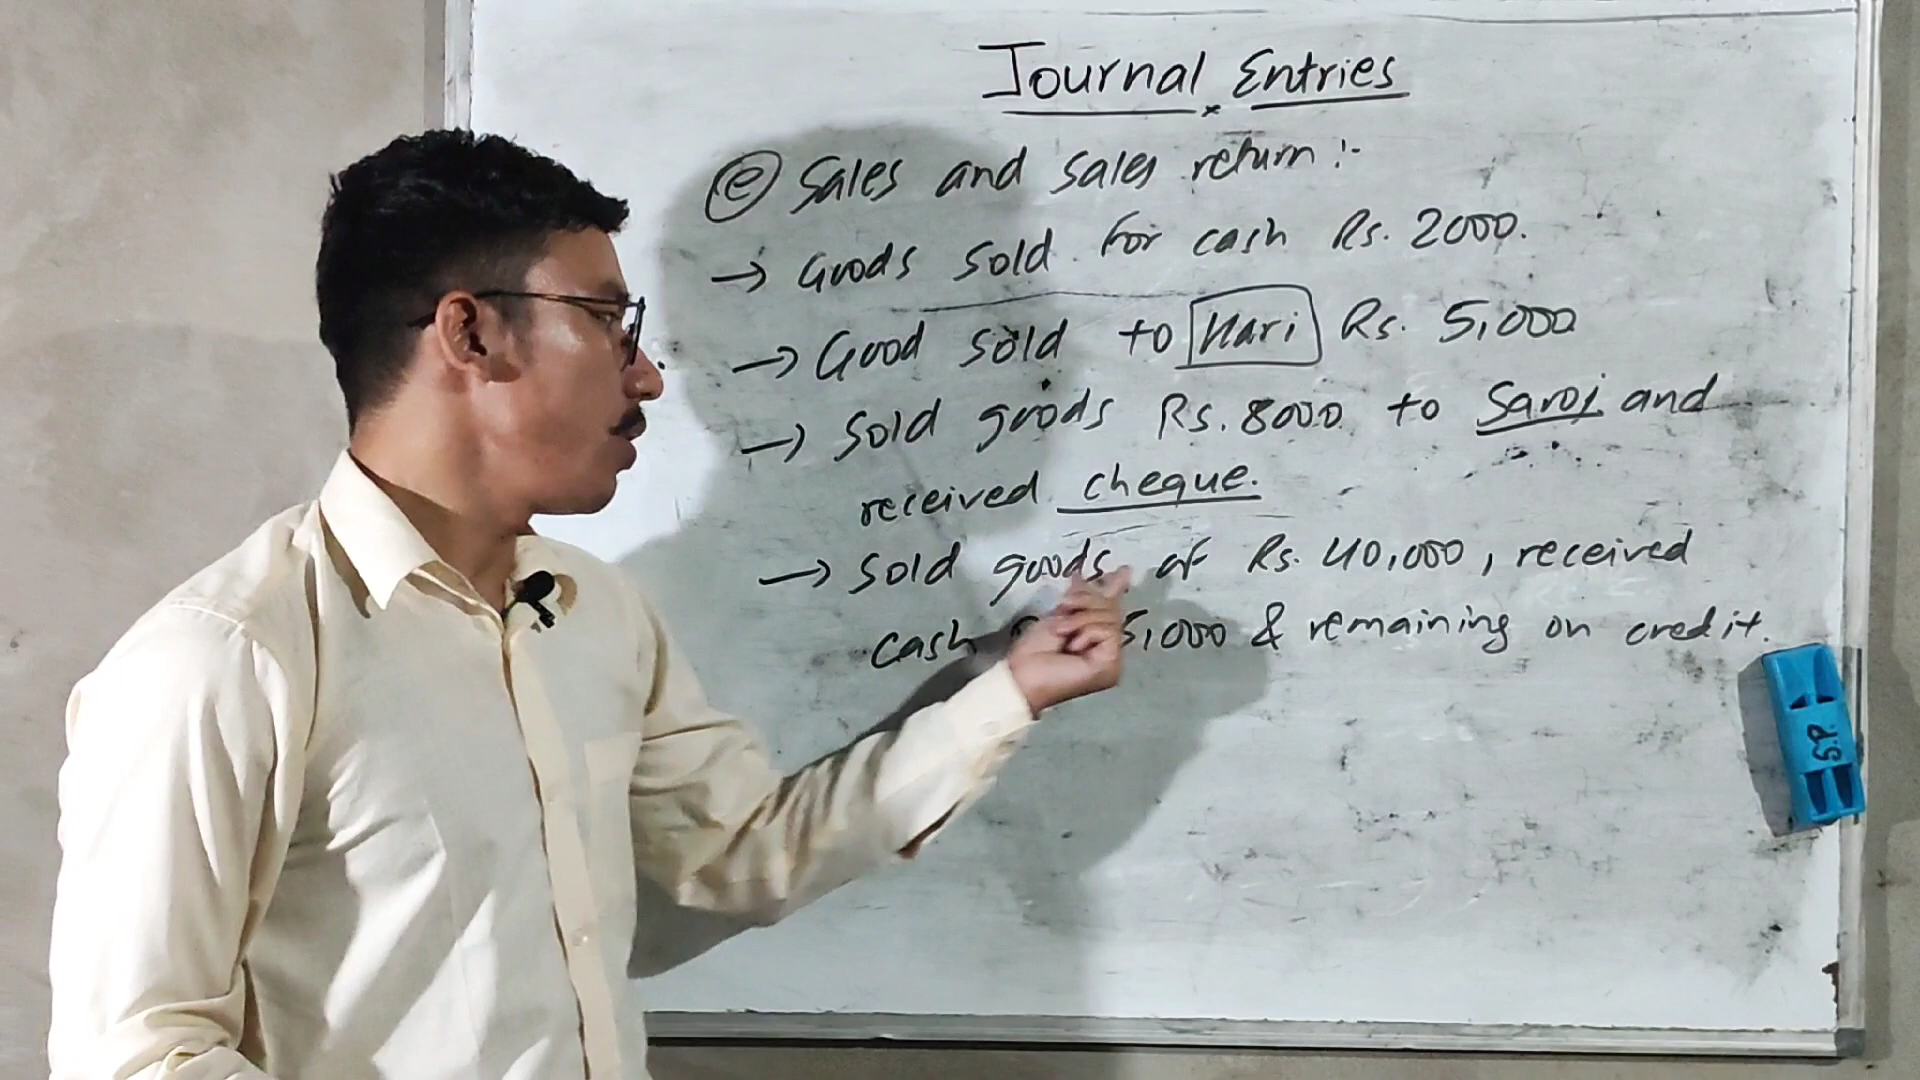 Journal Entries
(e) Sales and sales return :-
→ Goods sold for cash Rs. 2000.
→ Good sold to Hari Rs. 5,000
→ Sold goods Rs. 8000 to Saroj and
received cheque.
→ Sold goods of Rs. 40,000, received
cash 5,000 & remaining on credit.
S.P.